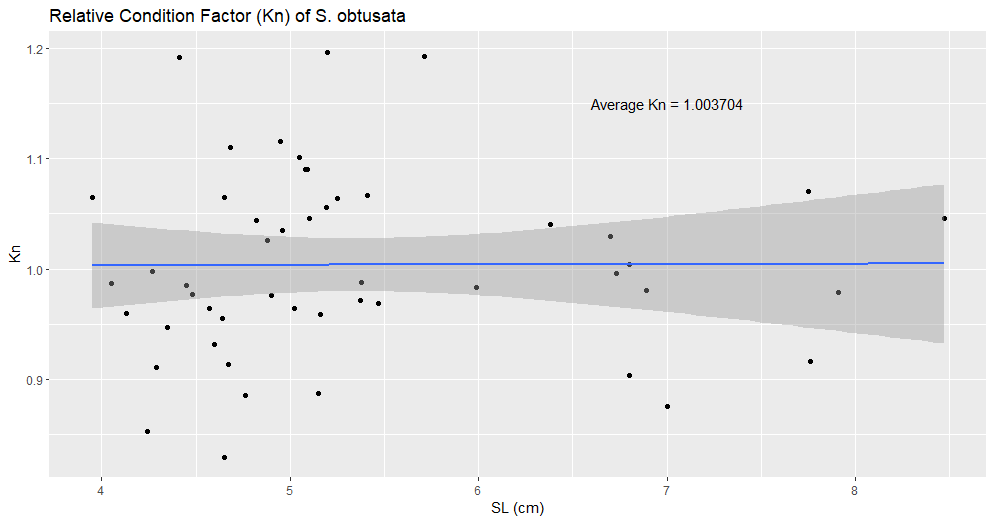 Relative Condition Factor (Kn) of S. obtusata
1.2
Average Kn = 1.003704
1.1
Kn
1.0
0.9
4 5 6 7 8
SL (cm)